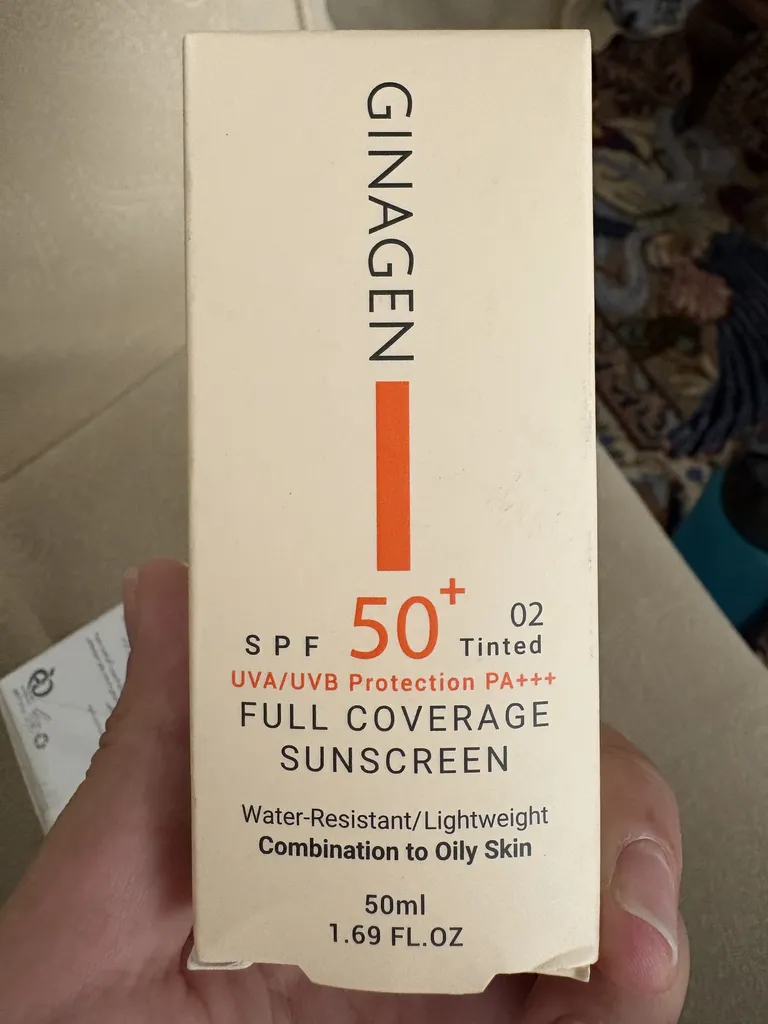 GINAGEN
SPF 50+ 02 Tinted
UVA/UVB Protection PA+++
FULL COVERAGE
SUNSCREEN
Water-Resistant/Lightweight
Combination to Oily Skin
50ml
1.69 FL.OZ